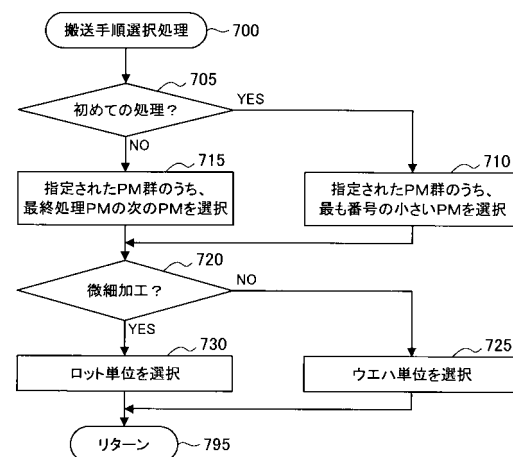 搬送手順選択処理
700
705
初めての処理？
YES
NO
715
指定されたPM群のうち、
最終処理PMの次のPMを選択
710
指定されたPM群のうち、
最も番号の小さいPMを選択
720
微細加工？
NO
YES
730
ロット単位を選択
725
ウエハ単位を選択
リターン
795